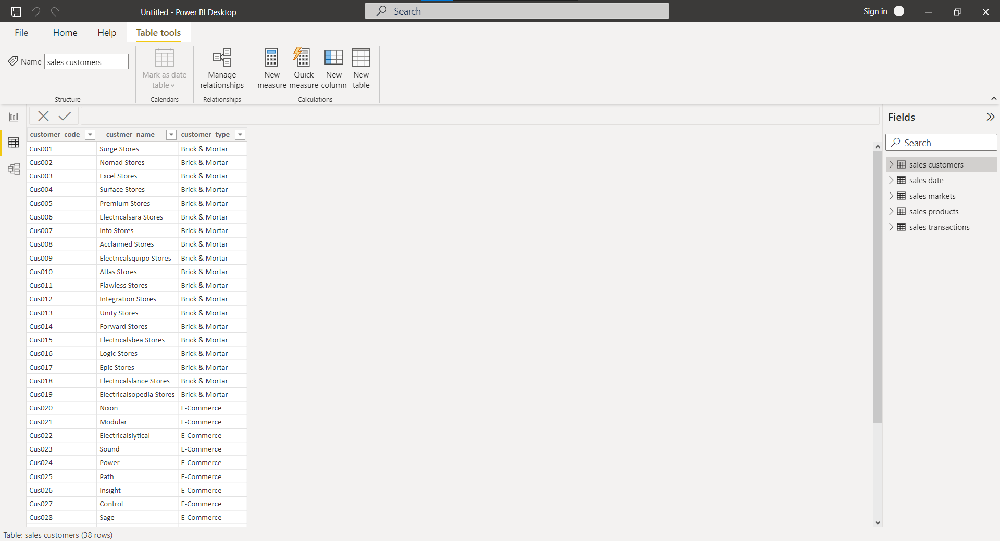 Untitled - Power BI Desktop
Search
Sign in
File Home Help Table tools
Name sales customers
Mark as date table
Manage relationships
New measure
Quick measure
New column
New table
Structure Calendars Relationships Calculations
Fields
Search
sales customers
sales date
sales markets
sales products
sales transactions
customer_code custmer_name customer_type
Cus001 Surge Stores Brick & Mortar
Cus002 Nomad Stores Brick & Mortar
Cus003 Excel Stores Brick & Mortar
Cus004 Surface Stores Brick & Mortar
Cus005 Premium Stores Brick & Mortar
Cus006 Electricalsara Stores Brick & Mortar
Cus007 Info Stores Brick & Mortar
Cus008 Acclaimed Stores Brick & Mortar
Cus009 Electricalsquipo Stores Brick & Mortar
Cus010 Atlas Stores Brick & Mortar
Cus011 Flawless Stores Brick & Mortar
Cus012 Integration Stores Brick & Mortar
Cus013 Unity Stores Brick & Mortar
Cus014 Forward Stores Brick & Mortar
Cus015 Electricalsbea Stores Brick & Mortar
Cus016 Logic Stores Brick & Mortar
Cus017 Epic Stores Brick & Mortar
Cus018 Electricalslance Stores Brick & Mortar
Cus019 Electricalsopedia Stores Brick & Mortar
Cus020 Nixon E-Commerce
Cus021 Modular E-Commerce
Cus022 Electricalslytical E-Commerce
Cus023 Sound E-Commerce
Cus024 Power E-Commerce
Cus025 Path E-Commerce
Cus026 Insight E-Commerce
Cus027 Control E-Commerce
Cus028 Sage E-Commerce
Table: sales customers (38 rows)